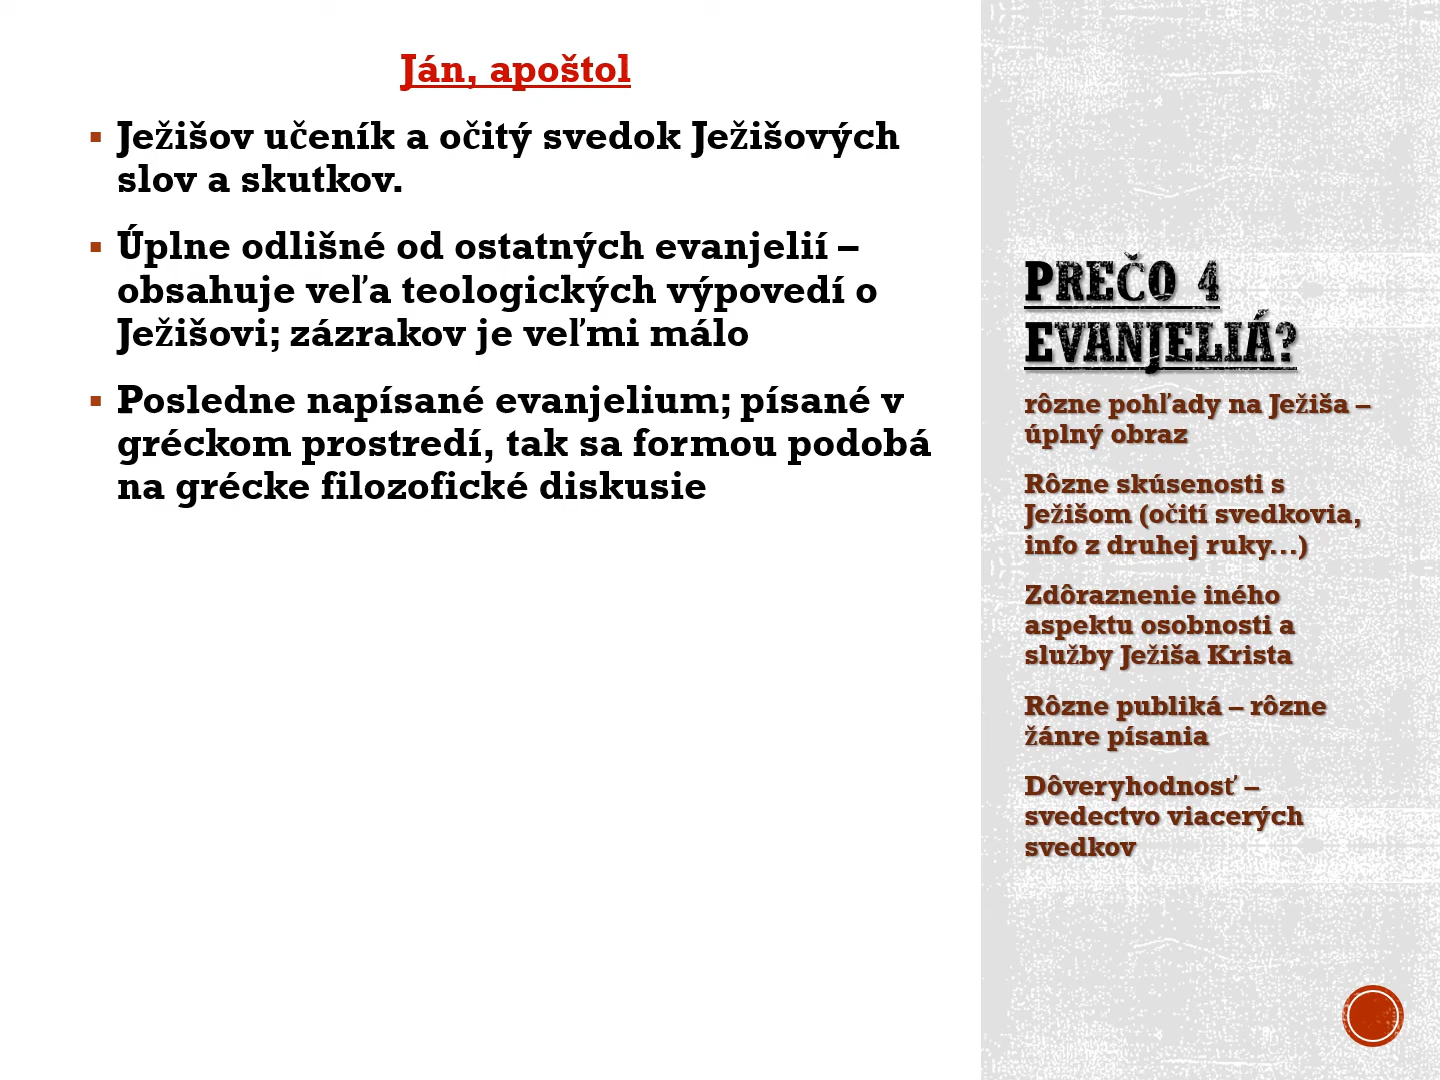 Ján, apoštol
▪ Ježišov učeník a očitý svedok Ježišových
slov a skutkov.
▪ Úplne odlišné od ostatných evanjelií –
obsahuje veľa teologických výpovedí o
Ježišovi; zázrakov je veľmi málo
▪ Posledne napísané evanjelium; písané v
gréckom prostredí, tak sa formou podobá
na grécke filozofické diskusie
PREČO 4
EVANJELIÁ?
rôzne pohľady na Ježiša –
úplný obraz
Rôzne skúsenosti s
Ježišom (očití svedkovia,
info z druhej ruky...)
Zdôraznenie iného
aspektu osobnosti a
služby Ježiša Krista
Rôzne publiká – rôzne
žánre písania
Dôveryhodnosť –
svedectvo viacerých
svedkov